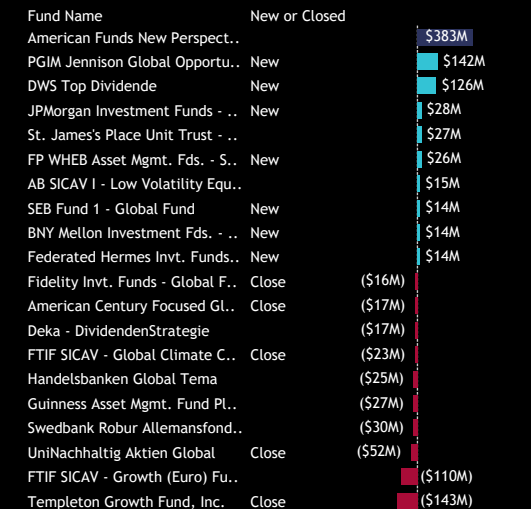 Fund Name New or Closed
American Funds New Perspect.. $383M
PGIM Jennison Global Opportu.. New $142M
DWS Top Dividende New $126M
JPMorgan Investment Funds - .. New $28M
St. James's Place Unit Trust - .. $27M
FP WHEB Asset Mgmt. Fds. - S.. New $26M
AB SICAV I - Low Volatility Equ.. $15M
SEB Fund 1 - Global Fund New $14M
BNY Mellon Investment Fds. - .. New $14M
Federated Hermes Invt. Funds.. New $14M
Fidelity Invt. Funds - Global F.. Close ($16M)
American Century Focused Gl.. Close ($17M)
Deka - DividendenStrategie ($17M)
FTIF SICAV - Global Climate C.. Close ($23M)
Handelsbanken Global Tema ($25M)
Guinness Asset Mgmt. Fund Pl.. ($27M)
Swedbank Robur Allemansfond.. ($30M)
UniNachhaltig Aktien Global Close ($52M)
FTIF SICAV - Growth (Euro) Fu.. ($110M)
Templeton Growth Fund, Inc. Close ($143M)